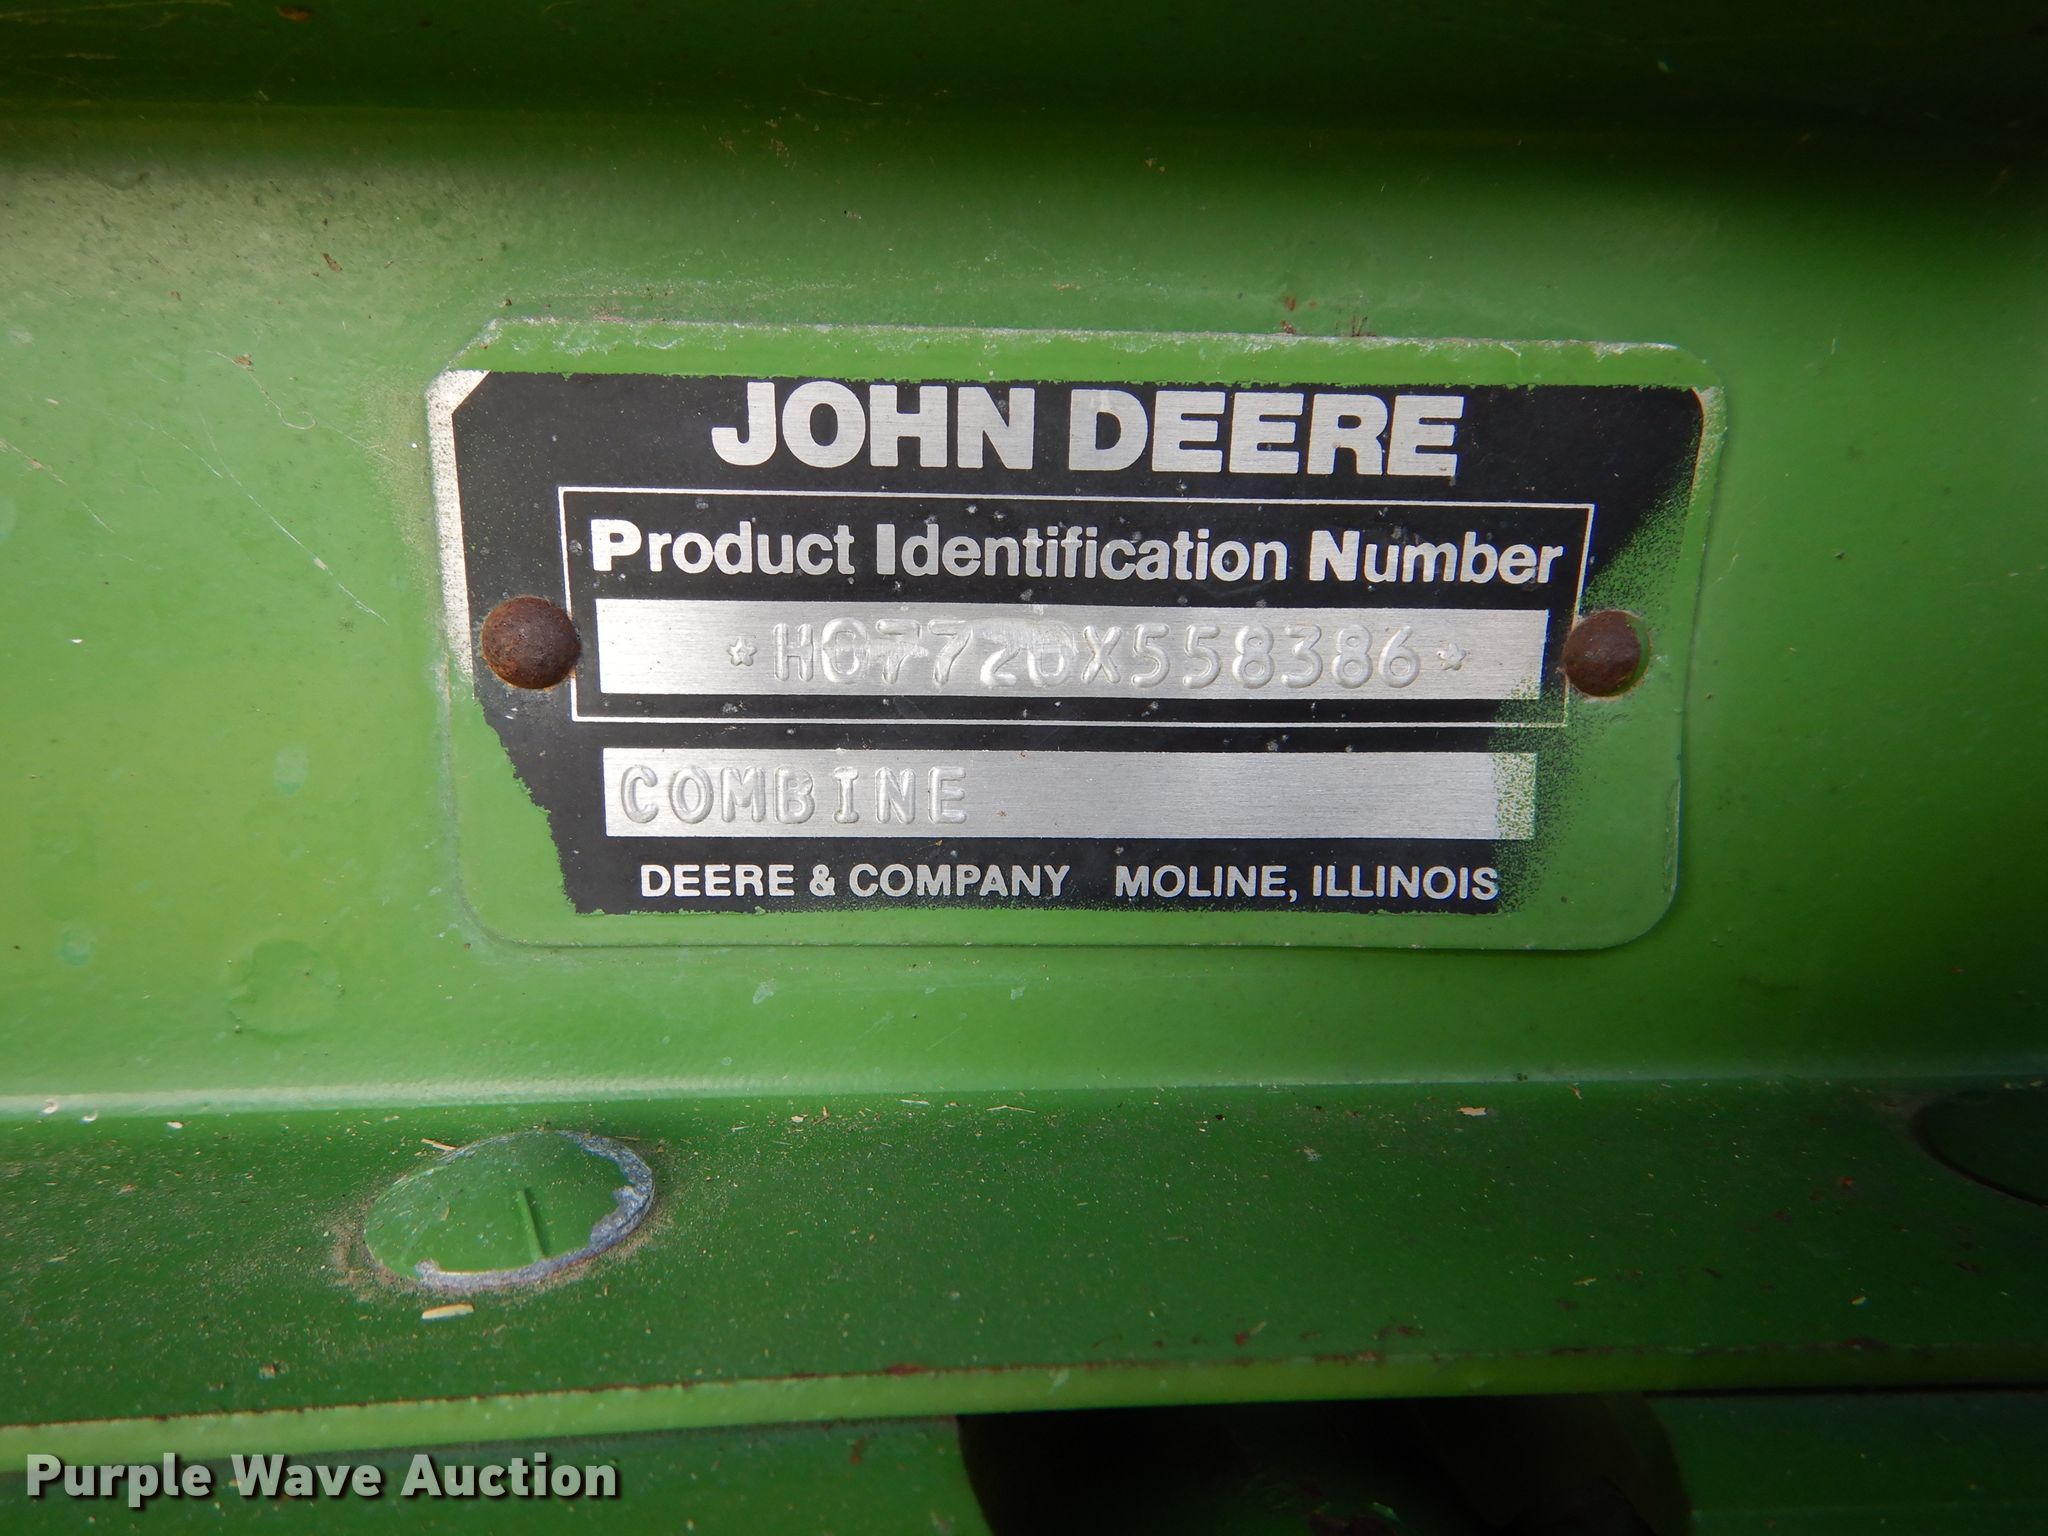 JOHN DEERE
Product Identification Number
*H07720X558386*
COMBINE
DEERE & COMPANY MOLINE, ILLINOIS
Purple Wave Auction